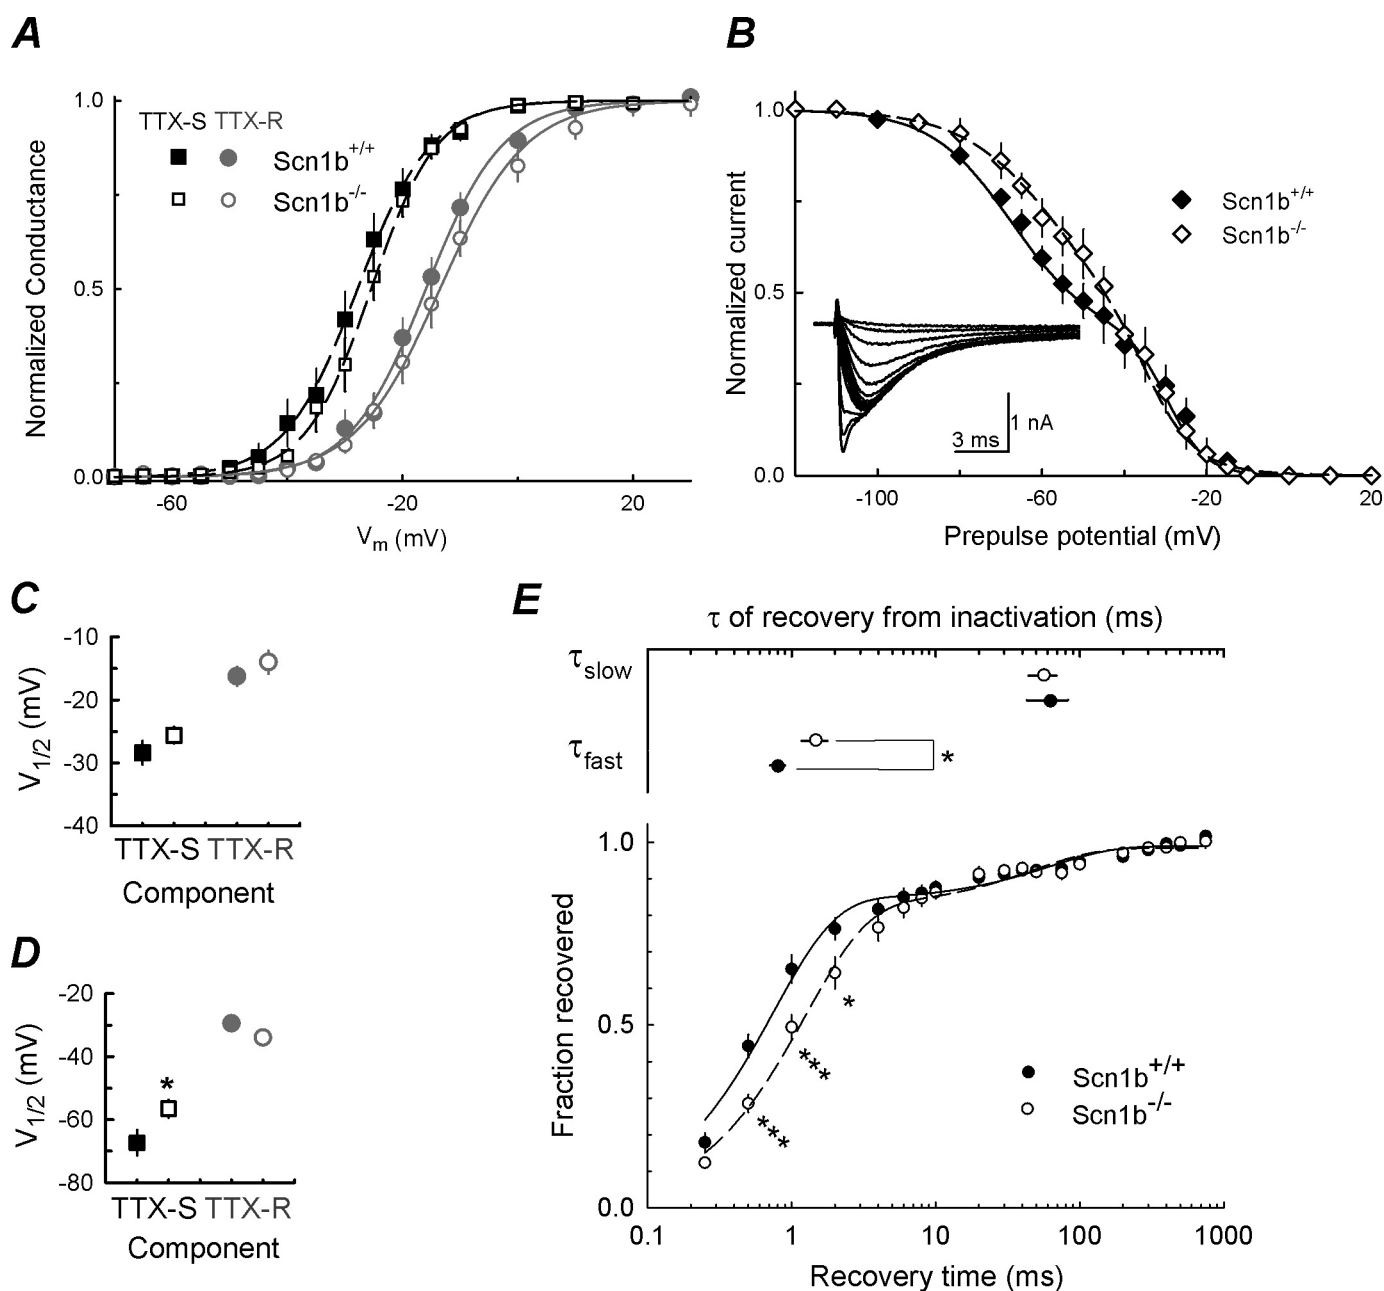 A
1.0
TTX-S TTX-R
Scn1b+/+
Scn1b-/-
Normalized Conductance
0.5
0.0
-60 -20 20
Vm (mV)
B
1.0
Normalized current
Scn1b+/+
Scn1b-/-
0.5
1 nA
3 ms
0.0
-100 -60 -20 20
Prepulse potential (mV)
C
-10
-20
-30
-40
V1/2 (mV)
TTX-S TTX-R
Component
D
-20
-40
-60
-80
V1/2 (mV)
*
TTX-S TTX-R
Component
E
τ of recovery from inactivation (ms)
τslow
τfast
*
1 10 100 1000
1.0
Fraction recovered
0.5
*
***
***
Scn1b+/+
Scn1b-/-
0.0
0.1 1 10 100 1000
Recovery time (ms)